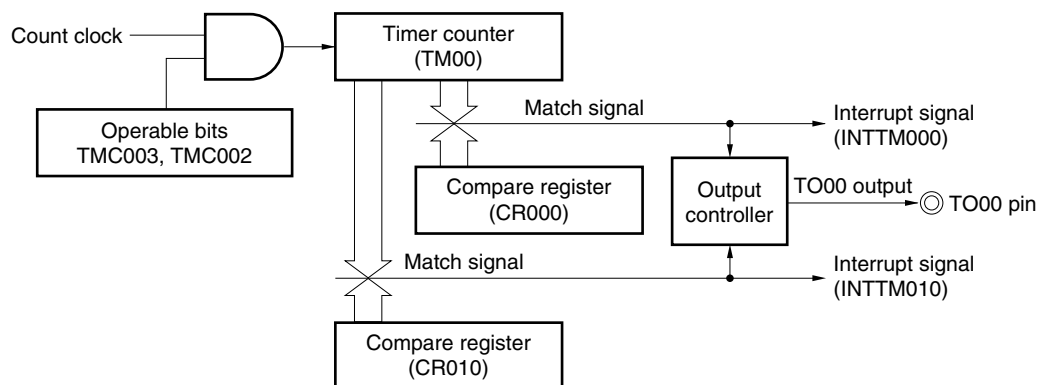 Count clock
Timer counter
(TM00)
Operable bits
TMC003, TMC002
Match signal
Interrupt signal
(INTTM000)
Compare register
(CR000)
Output
controller
TO00 output
TO00 pin
Match signal
Interrupt signal
(INTTM010)
Compare register
(CR010)